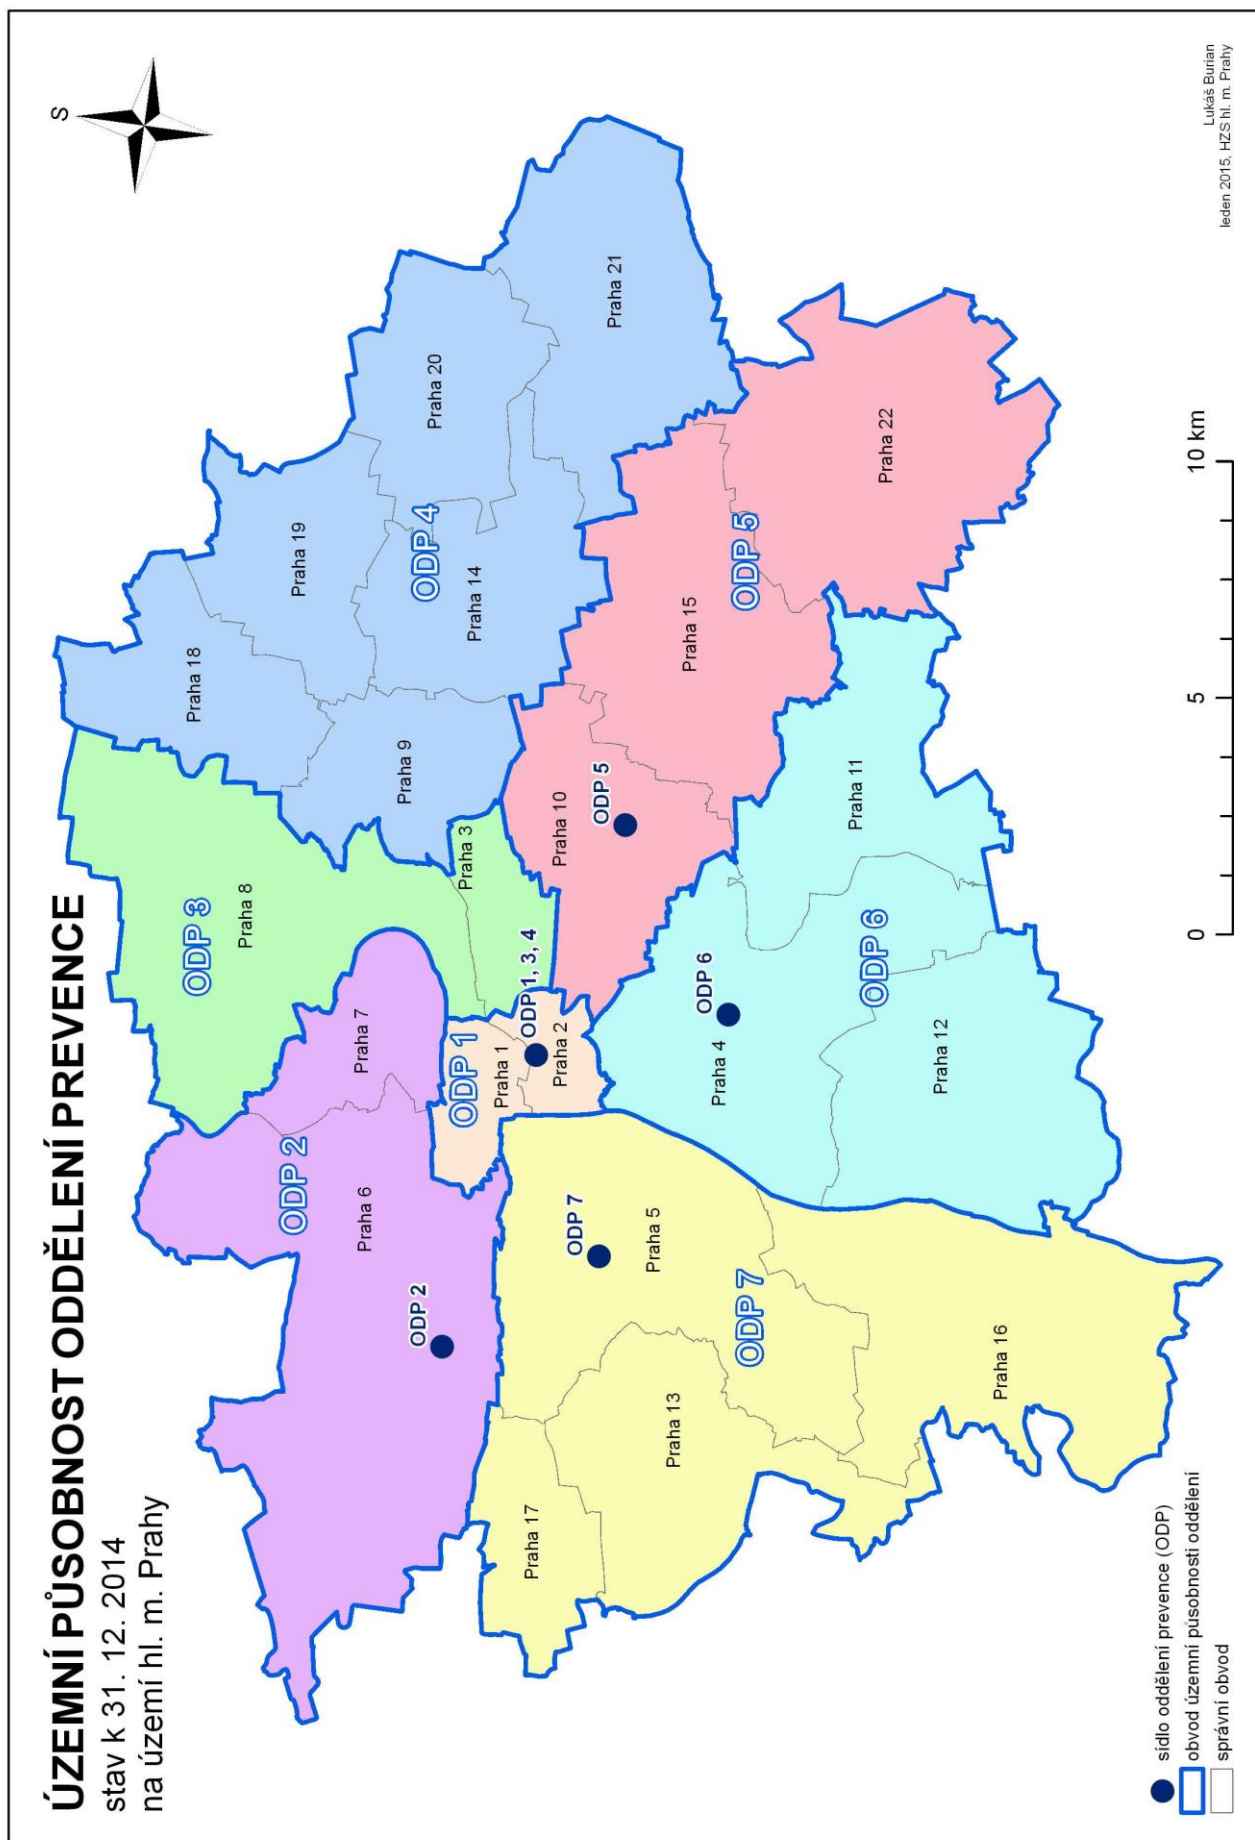 ÚZEMNÍ PŮSOBNOST ODDĚLENÍ PREVENCE
stav k 31. 12. 2014
na území hl. m. Prahy
S
Praha 18
Praha 19
ODP 3
Praha 8
Praha 20
ODP 4
Praha 9
Praha 14
Praha 21
ODP 2
Praha 6
Praha 7
Praha 3
ODP 2
ODP 1
Praha 1
ODP 1, 3, 4
Praha 2
Praha 10
ODP 5
Praha 15
ODP 5
Praha 22
Praha 17
ODP 7
Praha 5
Praha 13
ODP 7
ODP 6
Praha 4
Praha 11
ODP 6
Praha 12
Praha 16
sídlo oddělení prevence (ODP)
obvod územní působnosti oddělení
správní obvod
0
5
10 km
Lukáš Burian
leden 2015, HZS hl. m. Prahy